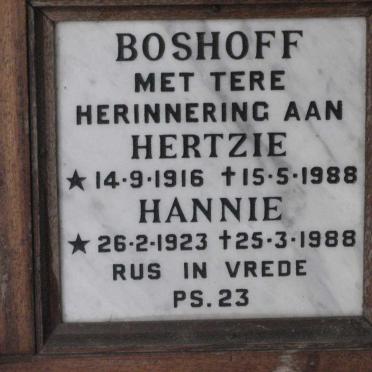 BOSHOFF
MET TERE
HERINNERING AAN
HERTZIE
★ 14·9·1916 †15·5·1988
HANNIE
★ 26·2·1923 †25·3·1988
RUS IN VREDE
PS. 23